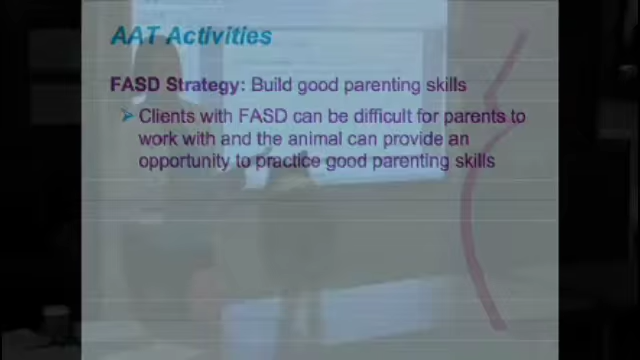 AAT Activities
FASD Strategy: Build good parenting skills
➢ Clients with FASD can be difficult for parents to
work with and the animal can provide an
opportunity to practice good parenting skills